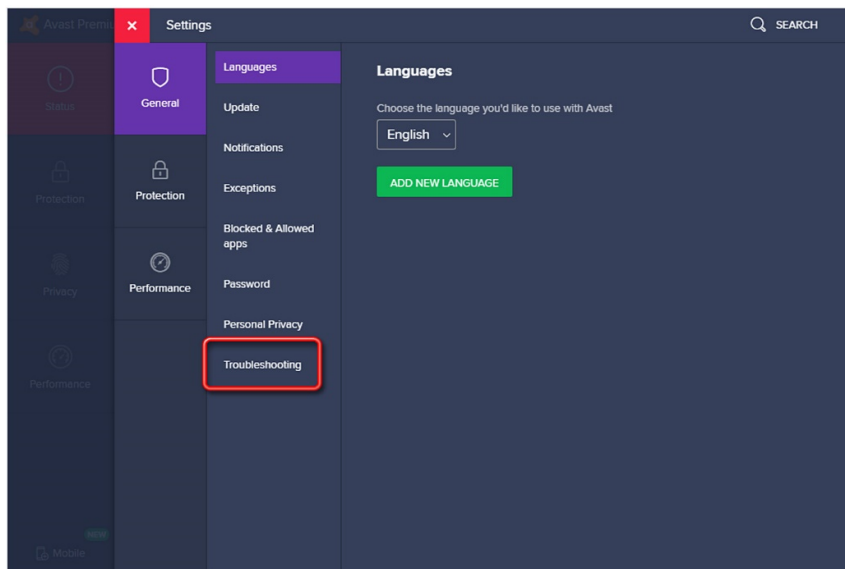 Avast Premiu
Settings
SEARCH
Status
Protection
Privacy
Performance
NEW
Mobile
General
Protection
Performance
Languages
Update
Notifications
Exceptions
Blocked & Allowed
apps
Password
Personal Privacy
Troubleshooting
Languages
Choose the language you'd like to use with Avast
English
ADD NEW LANGUAGE